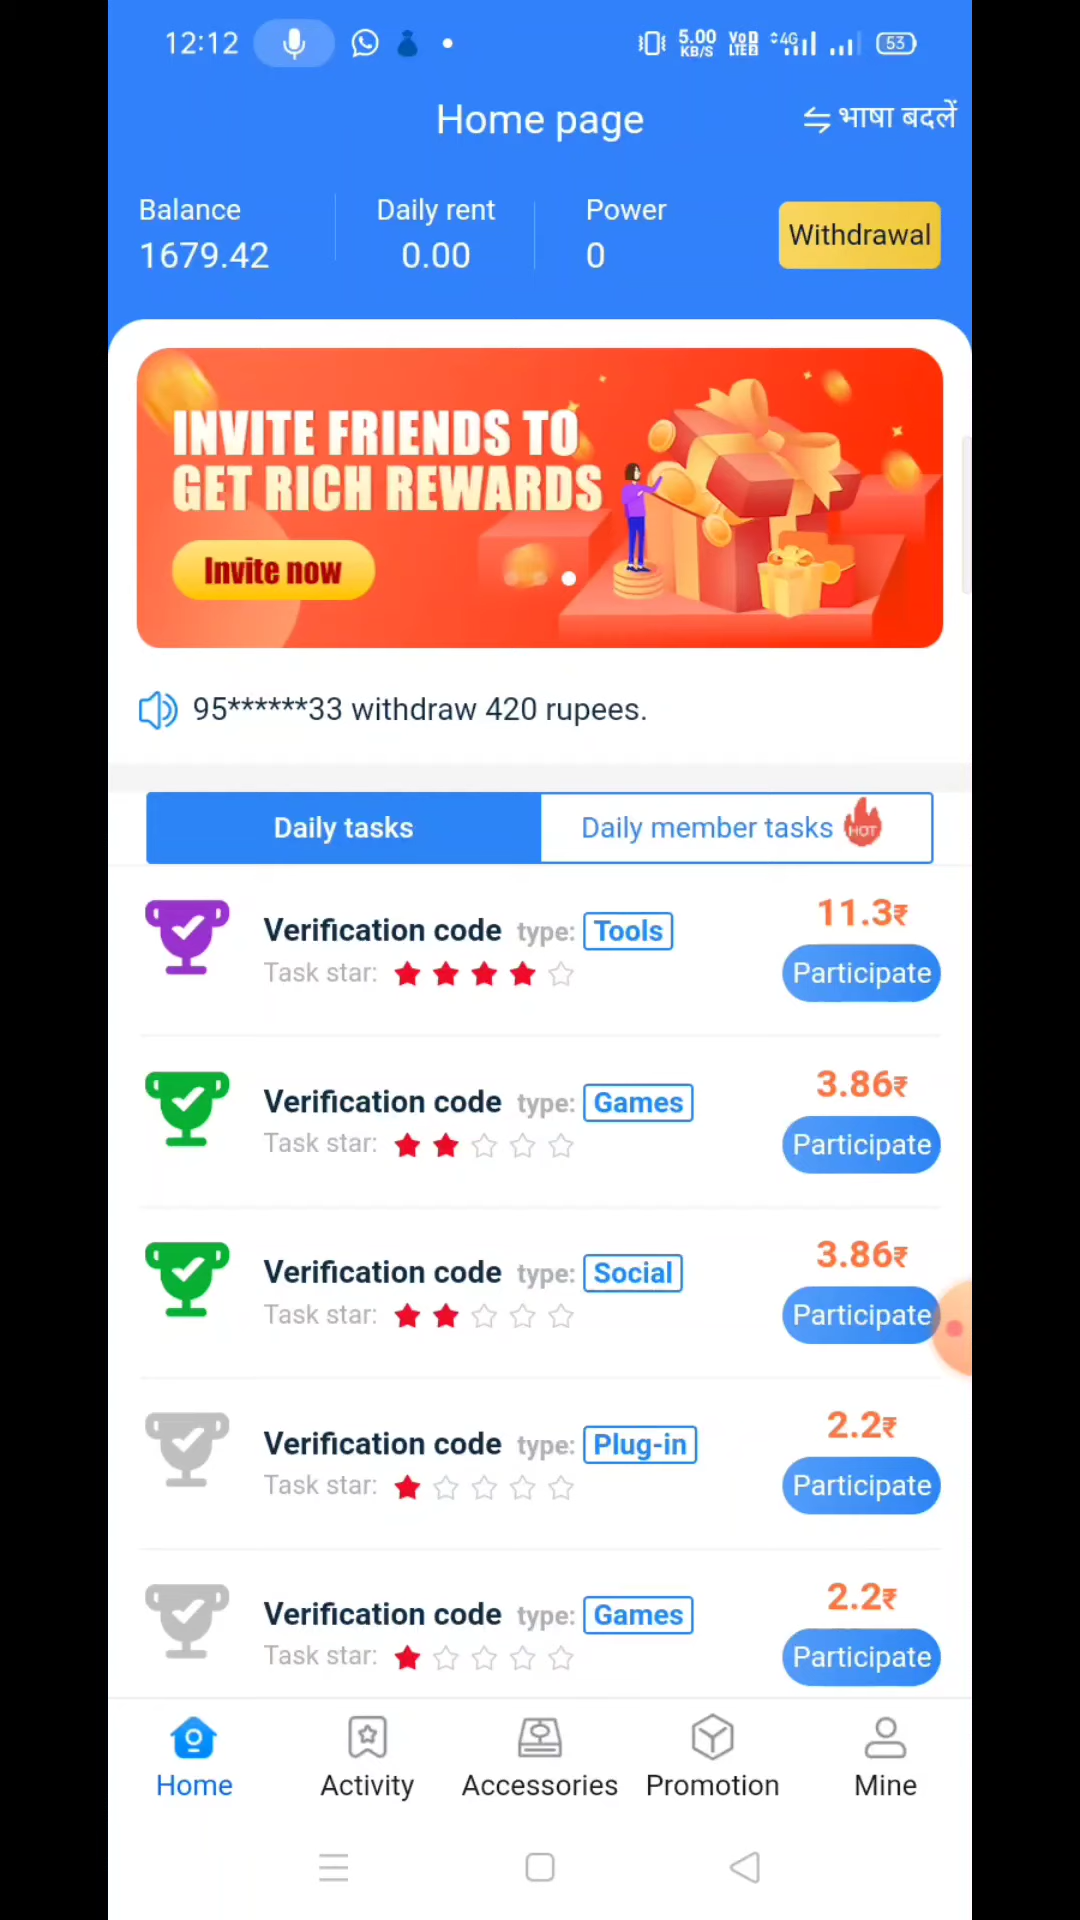 12:12
5.00
KB/S
VoD
LTE2
4G
53
Home page
भाषा बदलें
Balance
1679.42
Daily rent
0.00
Power
0
Withdrawal
INVITE FRIENDS TO
GET RICH REWARDS
Invite now
95******33 withdraw 420 rupees.
Daily tasks
Daily member tasks
HOT
Verification code type: Tools
11.3₹
Task star:
Participate
Verification code type: Games
3.86₹
Task star:
Participate
Verification code type: Social
3.86₹
Task star:
Participate
Verification code type: Plug-in
2.2₹
Task star:
Participate
Verification code type: Games
2.2₹
Task star:
Participate
Home
Activity
Accessories
Promotion
Mine